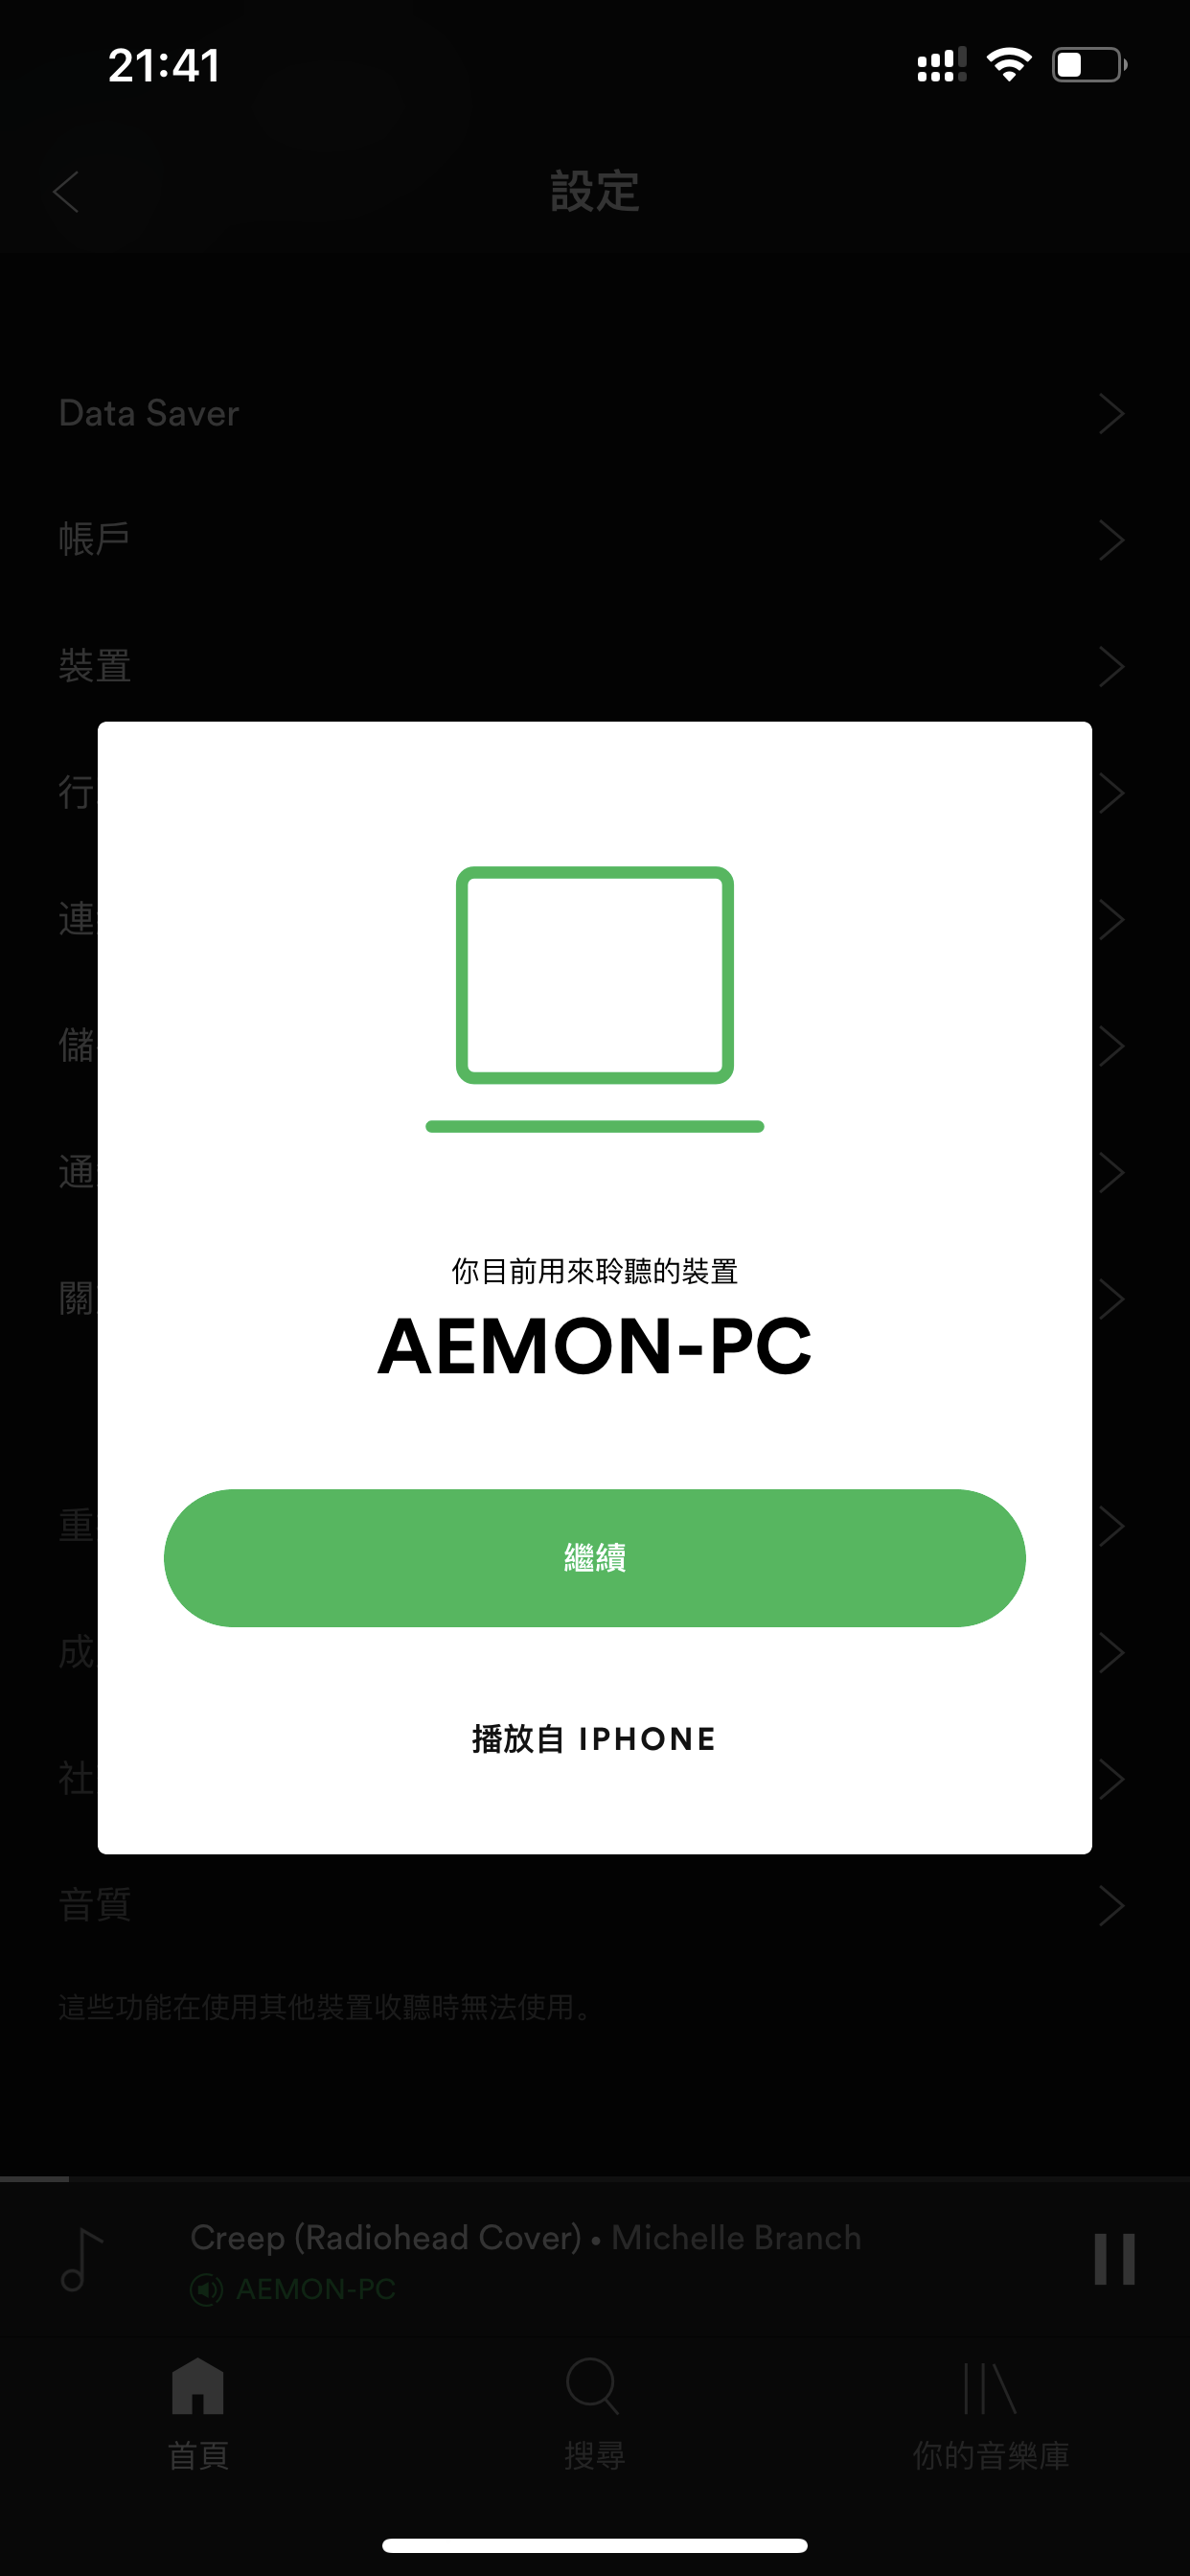 21:41
設定
Data Saver
帳戶
裝置
行
連
儲
通
關
你目前用來聆聽的裝置
AEMON-PC
繼續
播放自 IPHONE
重
成
社
音質
這些功能在使用其他裝置收聽時無法使用。
Creep (Radiohead Cover) • Michelle Branch
AEMON-PC
首頁
搜尋
你的音樂庫